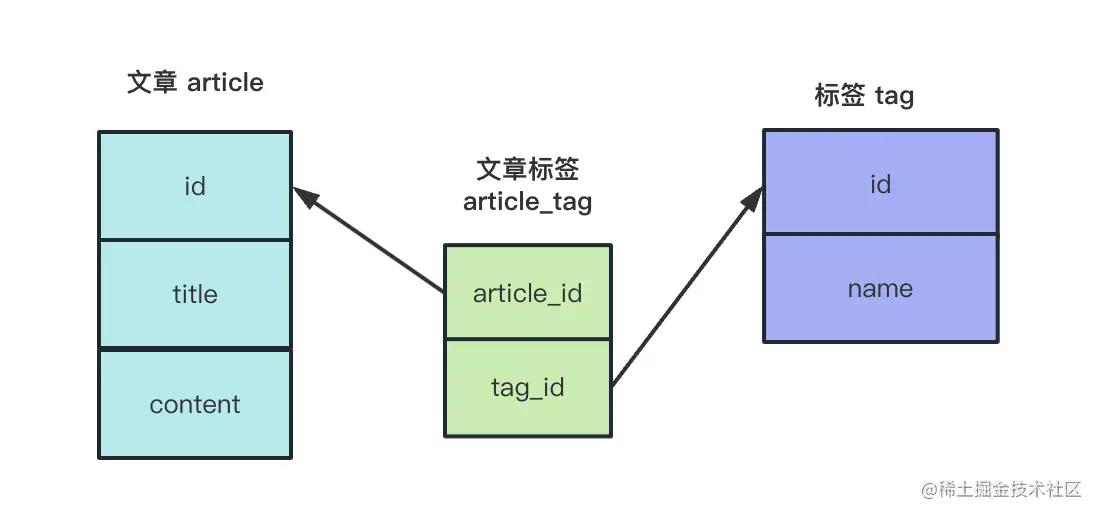 文章 article
id
title
content
文章标签
article_tag
article_id
tag_id
标签 tag
id
name
@稀土掘金技术社区